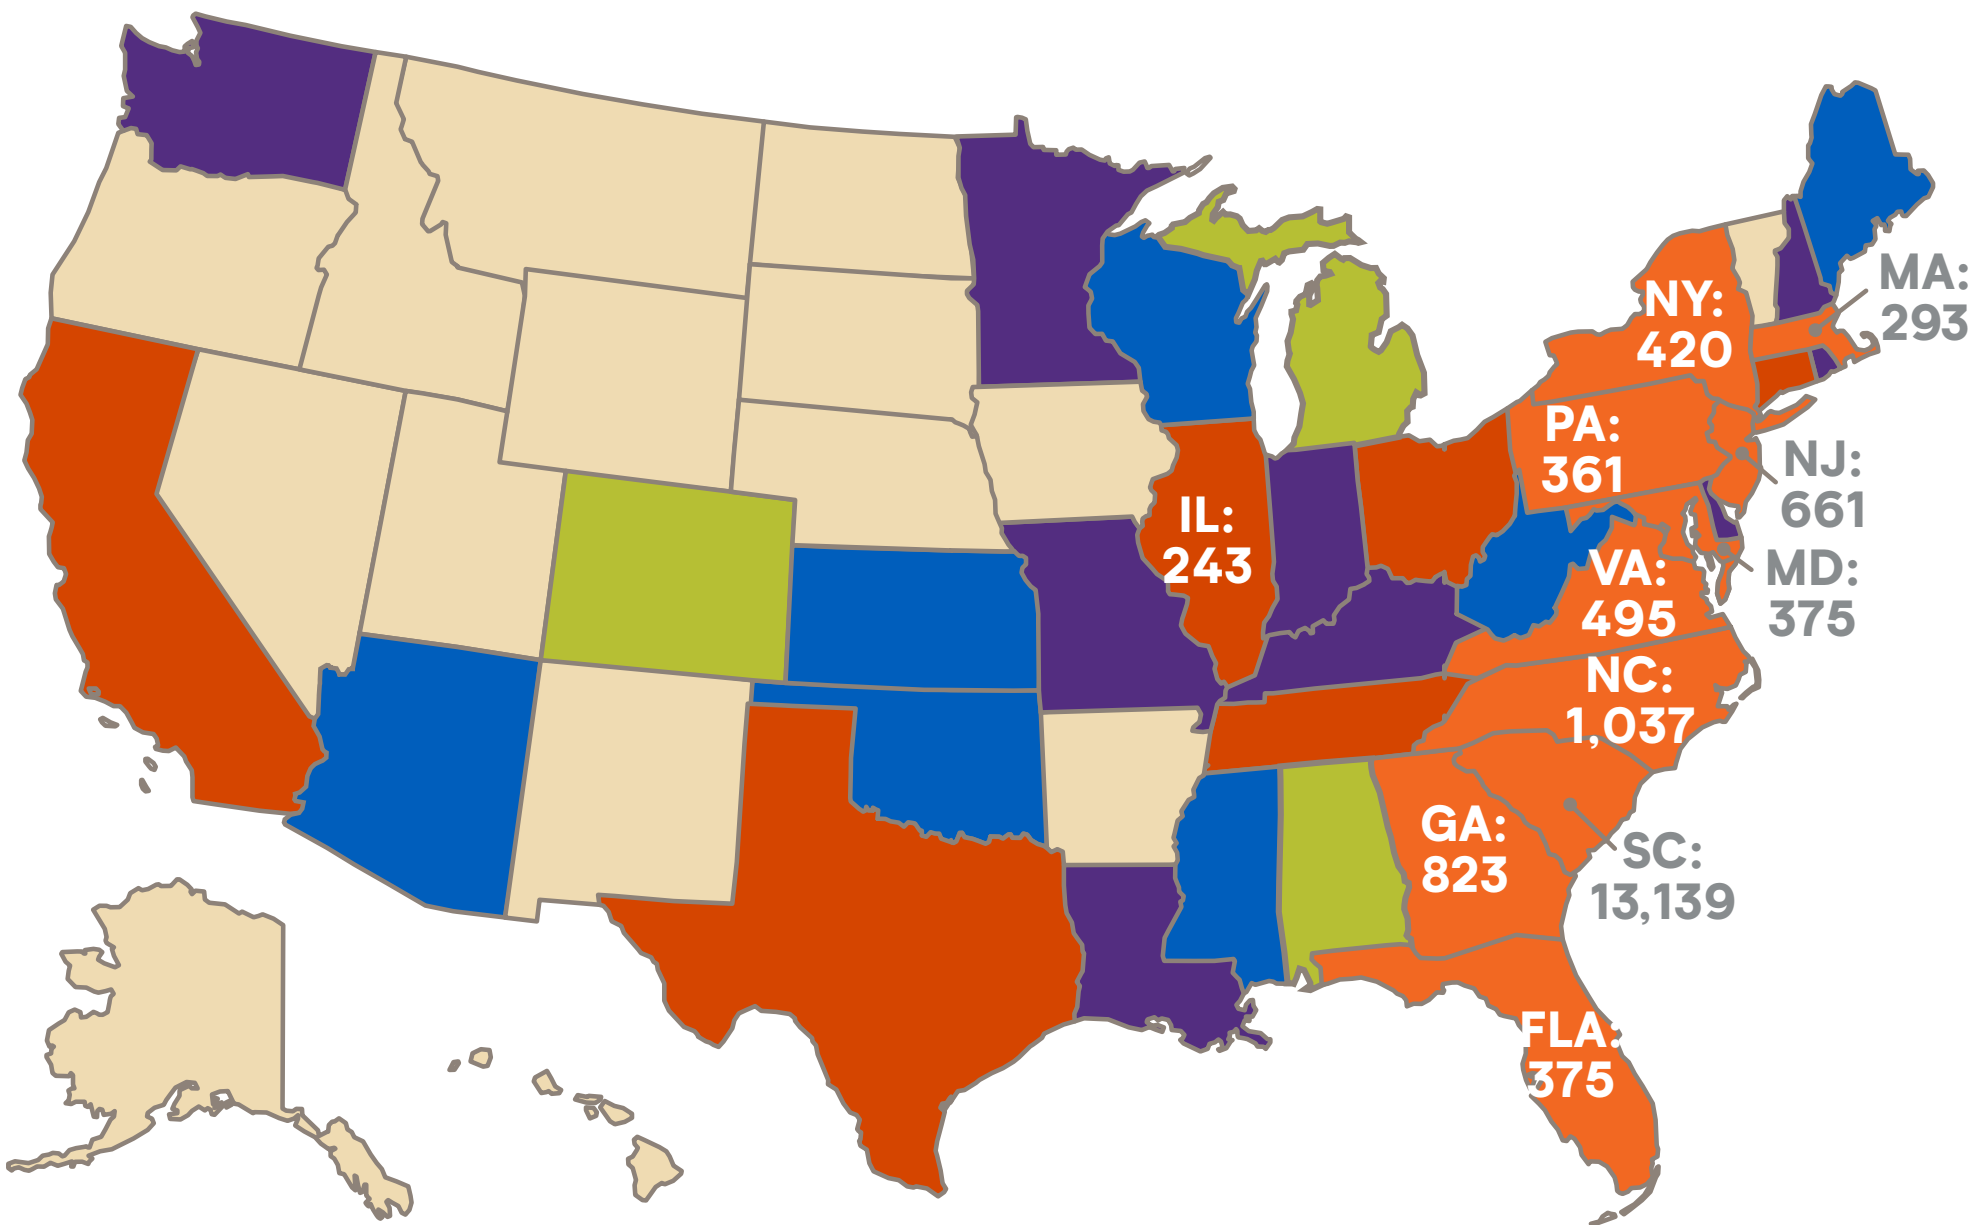 MA:
293
NY:
420
PA:
361
NJ:
661
IL:
243
VA:
495
MD:
375
NC:
1,037
GA:
823
SC:
13,139
FLA:
375